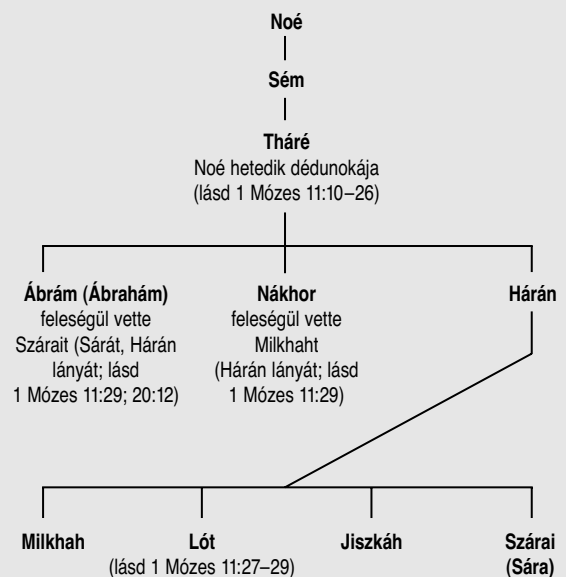 Noé
Sém
Tháré
Noé hetedik dédunokája
(lásd 1 Mózes 11:10–26)
Ábrám (Ábrahám)
feleségül vette
Szárait (Sárát, Hárán
lányát; lásd
1 Mózes 11:29; 20:12)
Nákhor
feleségül vette
Milkhaht
(Hárán lányát; lásd
1 Mózes 11:29)
Hárán
Milkhah
Lót
(lásd 1 Mózes 11:27–29)
Jiszkáh
Szárai
(Sára)